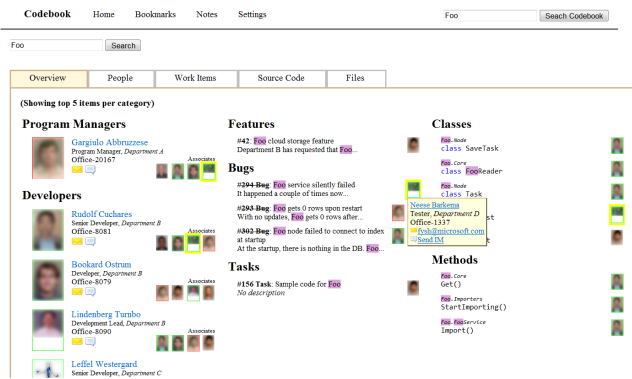 Codebook Home Bookmarks Notes Settings Foo Seach Codebook
Foo Search
Overview People Work Items Source Code Files
(Showing top 5 items per category)
Program Managers
Gargiulo Abbruzzese
Program Manager, Department A
Office-20167
Associates
Developers
Rudolf Cuchares
Senior Developer, Department B
Office-8081
Associates
Bookard Ostrum
Developer, Department B
Office-8079
Associates
Lindenberg Turnbo
Development Lead, Department B
Office-8090
Associates
Leffel Westergard
Senior Developer, Department C
Features
#42: Foo cloud storage feature
Department B has requested that Foo...
Bugs
#294 Bug: Foo service silently failed
It happened a couple of times now...
#293 Bug: Foo gets 0 rows upon restart
With no updates, Foo gets 0 rows after...
#302 Bug: Foo node failed to connect to index
at startup
At the startup, there is nothing in the DB. Foo...
Tasks
#156 Task: Sample code for Foo
No description
Neese Barkema
Tester, Department D
Office-1337
fysh@microsoft.com
Send IM
Classes
Foo.Node
class SaveTask
Foo.Core
class FooReader
Foo.Node
class Task
st
t
Methods
Foo.Core
Get()
Foo.Importers
StartImporting()
Foo.FooService
Import()